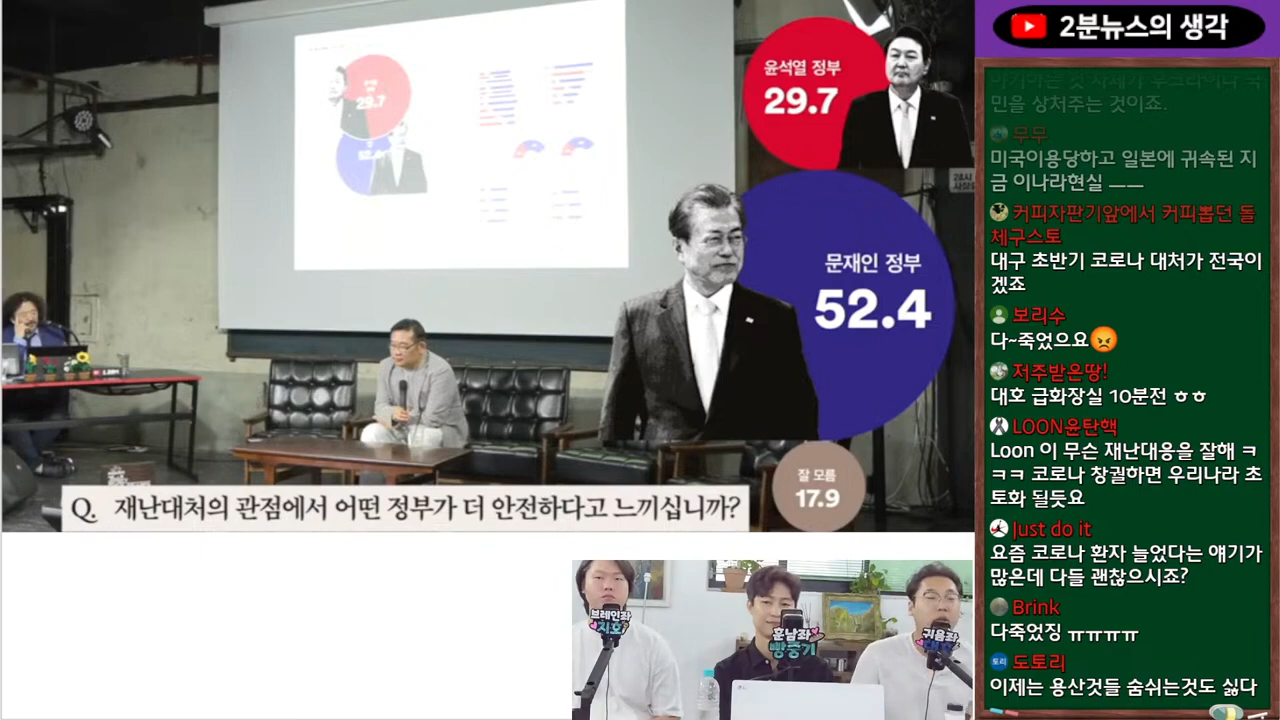 윤석열 정부
29.7
문재인 정부
52.4
잘 모름
17.9
Q. 재난대처의 관점에서 어떤 정부가 더 안전하다고 느끼십니까?
29.7
브레인좌
지호
훈남좌
빵중기
귀욤좌
2분뉴스의 생각
민을 상처주는 것이죠.
무무
미국이용당하고 일본에 귀속된 지
금 이나라현실 ㅡㅡ
커피자판기앞에서 커피뽑던 돌
체구스토
대구 초반기 코로나 대처가 전국이
겠죠
보리수
다~죽었으요😡
저주받은땅!
대호 급화장실 10분전 ㅎㅎ
LOON윤탄핵
Loon 이 무슨 재난대응을 잘해 ㅋ
ㅋㅋ 코로나 창궐하면 우리나라 초
토화 될듯요
Just do it
요즘 코로나 환자 늘었다는 얘기가
많은데 다들 괜찮으시죠?
Brink
다죽었징 ㅠㅠㅠㅠ
토리 도토리
이제는 용산것들 숨쉬는것도 싫다